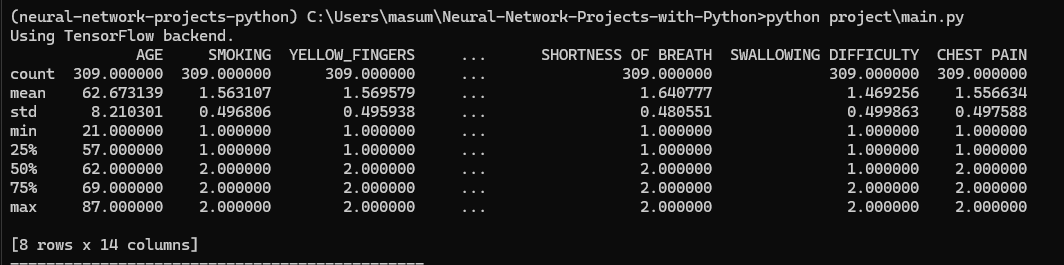 (neural-network-projects-python) C:\Users\masum\Neural-Network-Projects-with-Python>python project\main.py
Using TensorFlow backend.
              AGE     SMOKING  YELLOW_FINGERS     ...      SHORTNESS OF BREATH  SWALLOWING DIFFICULTY  CHEST PAIN
count  309.000000  309.000000      309.000000     ...               309.000000             309.000000  309.000000
mean    62.673139    1.563107        1.569579     ...                 1.640777               1.469256    1.556634
std      8.210301    0.496806        0.495938     ...                 0.480551               0.499863    0.497588
min     21.000000    1.000000        1.000000     ...                 1.000000               1.000000    1.000000
25%     57.000000    1.000000        1.000000     ...                 1.000000               1.000000    1.000000
50%     62.000000    2.000000        2.000000     ...                 2.000000               1.000000    2.000000
75%     69.000000    2.000000        2.000000     ...                 2.000000               2.000000    2.000000
max     87.000000    2.000000        2.000000     ...                 2.000000               2.000000    2.000000

[8 rows x 14 columns]